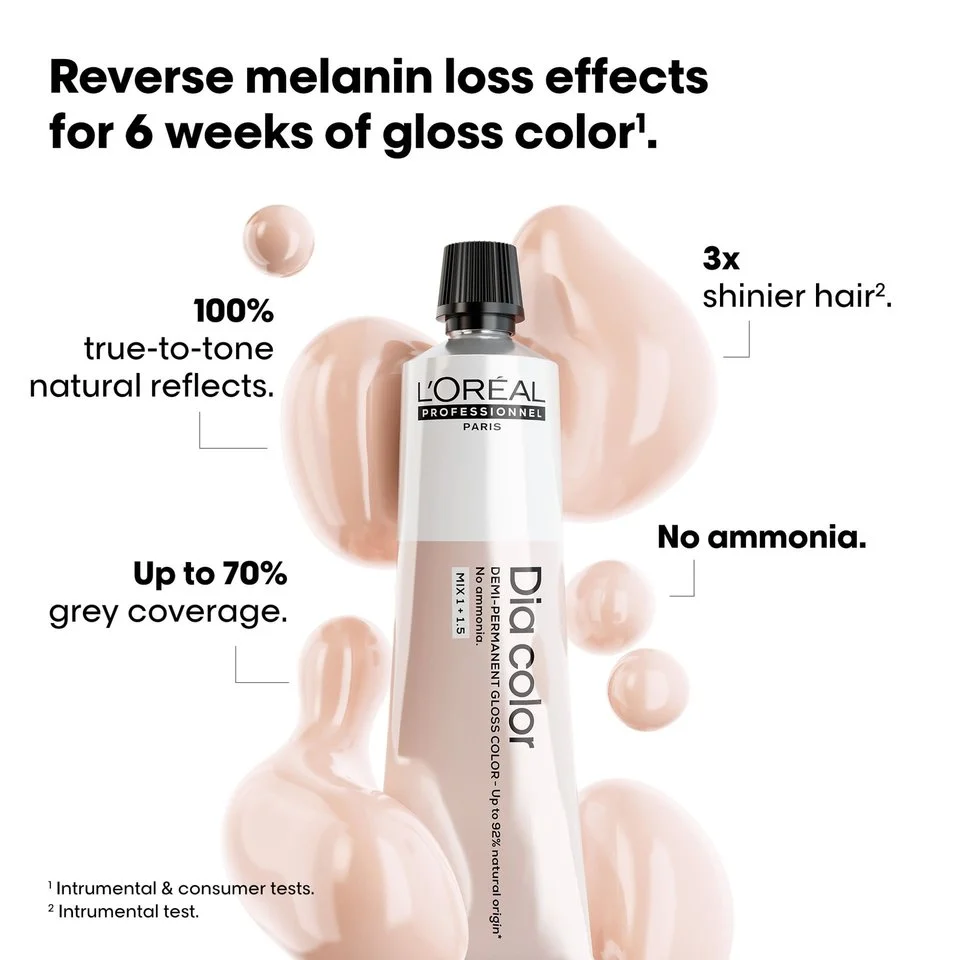 Reverse melanin loss effects
for 6 weeks of gloss color¹.
100%
true-to-tone
natural reflects.
3x
shinier hair².
Up to 70%
grey coverage.
No ammonia.
L'ORÉAL
PROFESSIONNEL
PARIS
Dia color
DEMI-PERMANENT GLOSS COLOR - Up to 92% natural origin*
No ammonia.
MIX 1 + 1.5
¹ Intrumental & consumer tests.
² Intrumental test.